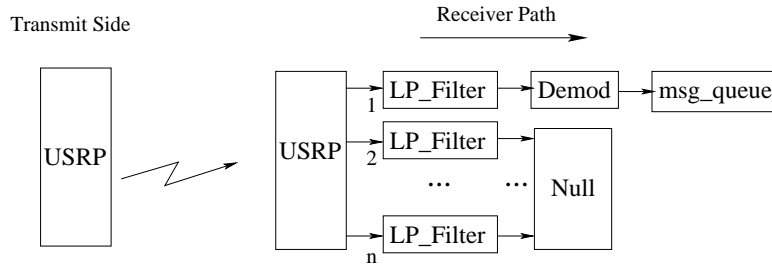 Receiver Path
Transmit Side
USRP
USRP
1
LP_Filter
Demod
msg_queue
2
LP_Filter
...
...
Null
n
LP_Filter